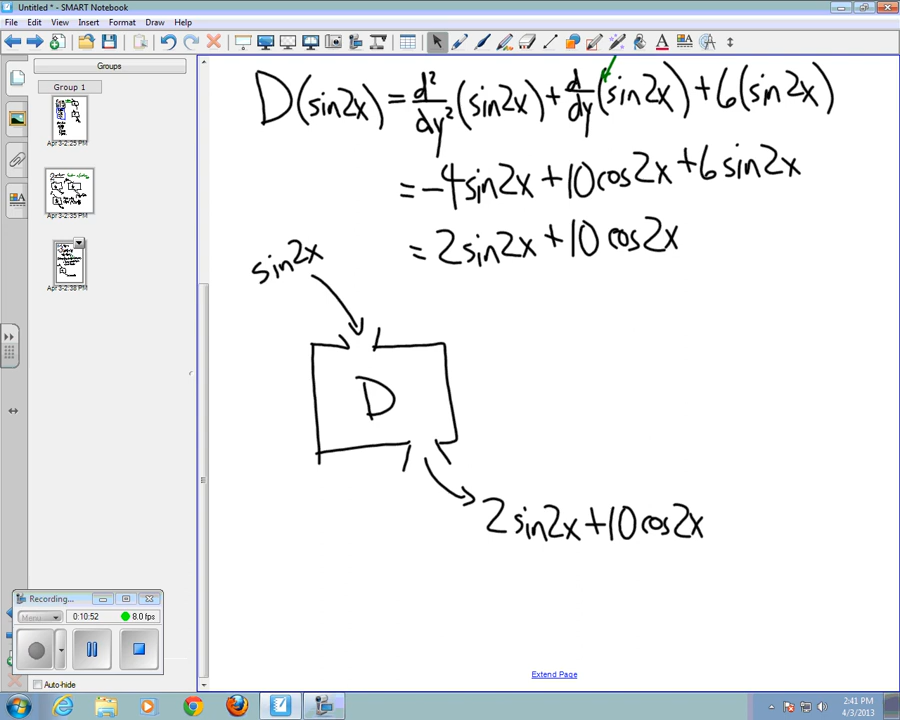 Untitled * - SMART Notebook
File Edit View Insert Format Draw Help
Groups
Group 1
Apr 3-2:25 PM
Apr 3-2:35 PM
Apr 3-2:38 PM
D(sin2x) = d²/dy² (sin2x) + d/dy (sin2x) + 6(sin2x)
= -4sin2x + 10cos2x + 6sin2x
= 2sin2x + 10cos2x
sin2x
D
2sin2x + 10cos2x
Recording...
Menu
0:10:52
8.0 fps
Auto-hide
Extend Page
2:41 PM
4/3/2013